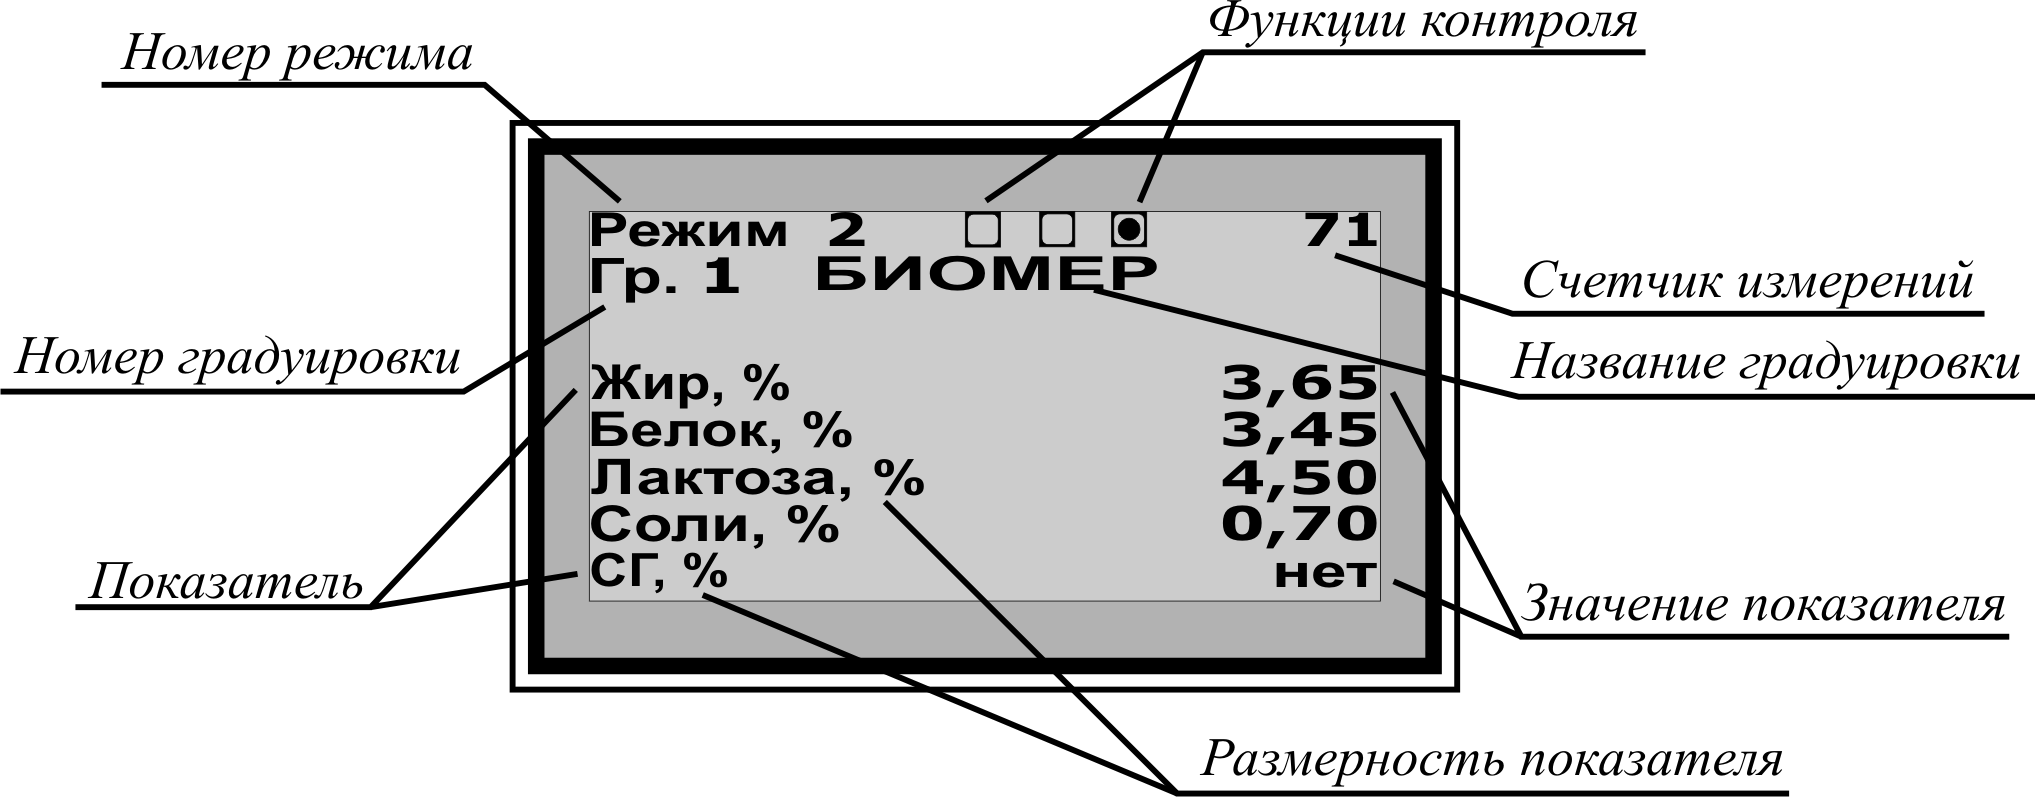 Функции контроля
Номер режима
Режим 2 71
Гр. 1 БИОМЕР
Счетчик измерений
Номер градуировки
Название градуировки
Жир, % 3,65
Белок, % 3,45
Лактоза, % 4,50
Соли, % 0,70
СГ, % нет
Показатель
Значение показателя
Размерность показателя